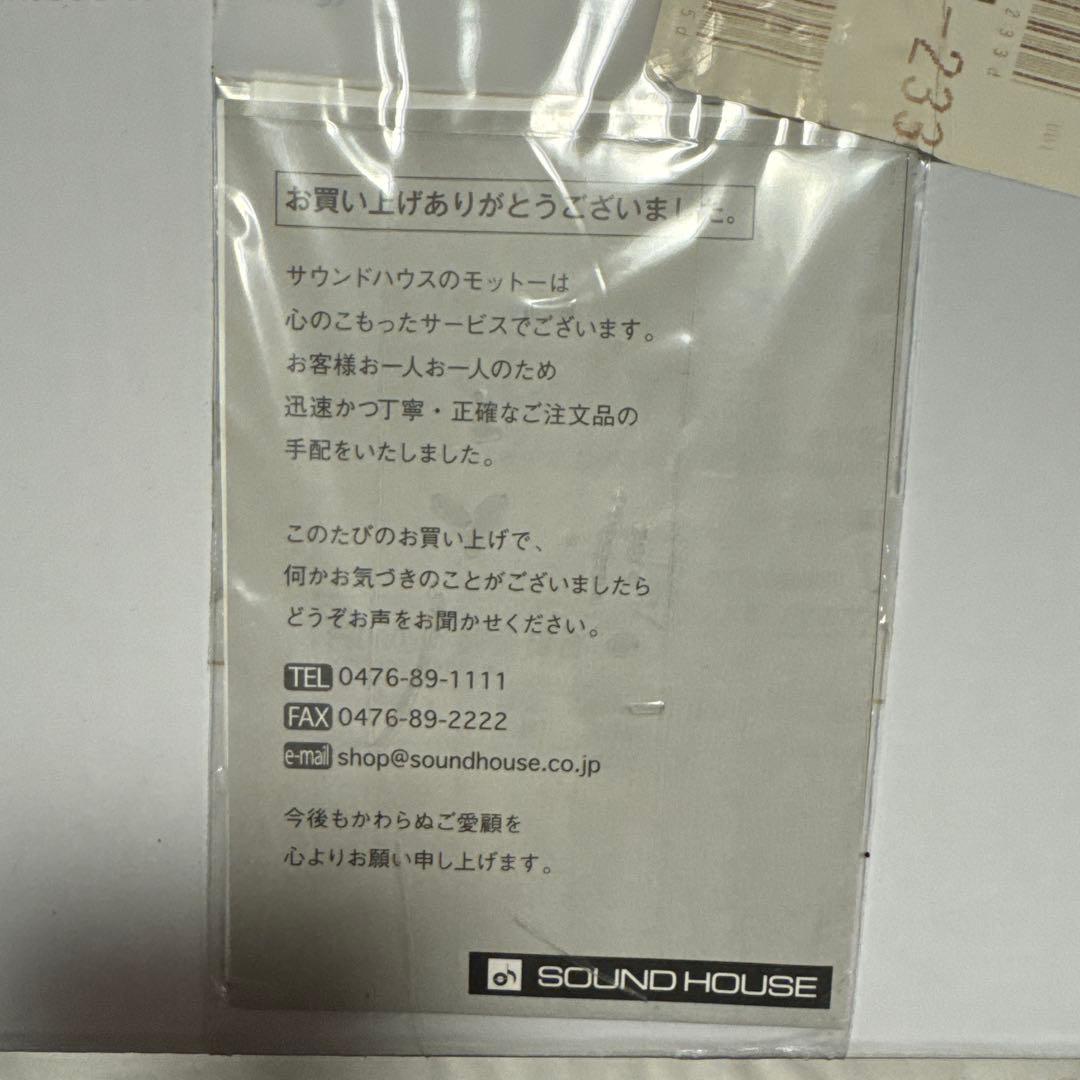 -233
お買い上げありがとうございました。
サウンドハウスのモットーは
心のこもったサービスでございます。
お客様お一人お一人のため
迅速かつ丁寧・正確なご注文品の
手配をいたしました。
このたびのお買い上げで、
何かお気づきのことがございましたら
どうぞお声をお聞かせください。
TEL 0476-89-1111
FAX 0476-89-2222
e-mail shop@soundhouse.co.jp
今後もかわらぬご愛顧を
心よりお願い申し上げます。
SOUND HOUSE